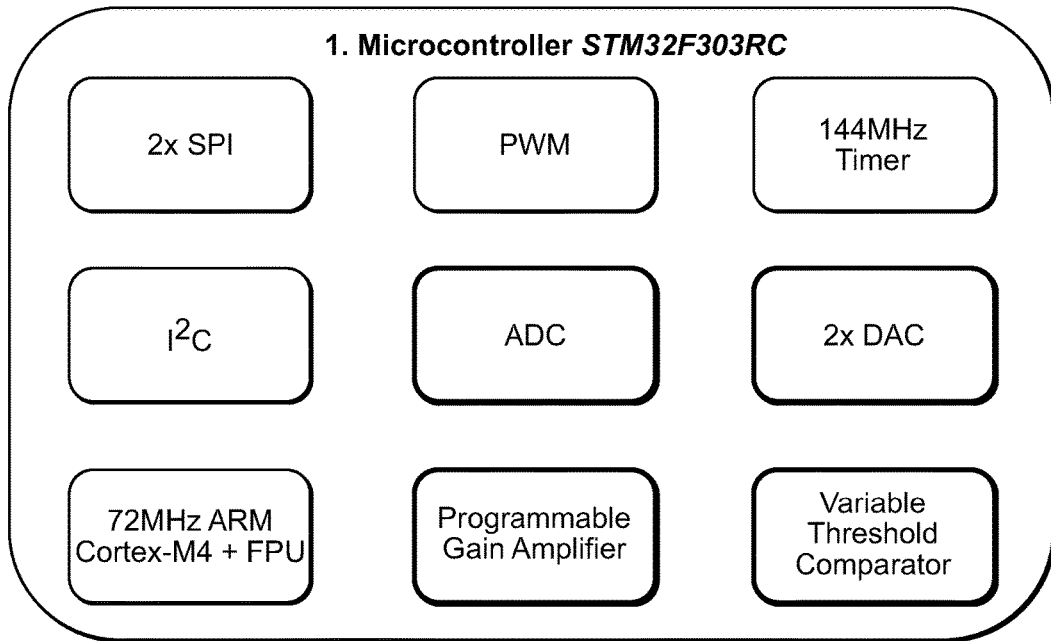 1. Microcontroller STM32F303RC
2x SPI
PWM
144MHz
Timer
I²C
ADC
2x DAC
72MHz ARM
Cortex-M4 + FPU
Programmable
Gain Amplifier
Variable
Threshold
Comparator